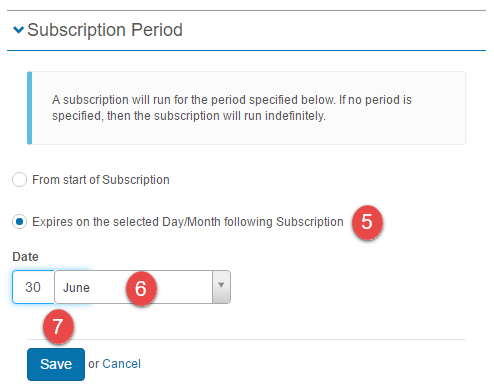 Subscription Period
A subscription will run for the period specified below. If no period is
specified, then the subscription will run indefinitely.
From start of Subscription
Expires on the selected Day/Month following Subscription 5
Date
30 June 6
7
Save or Cancel